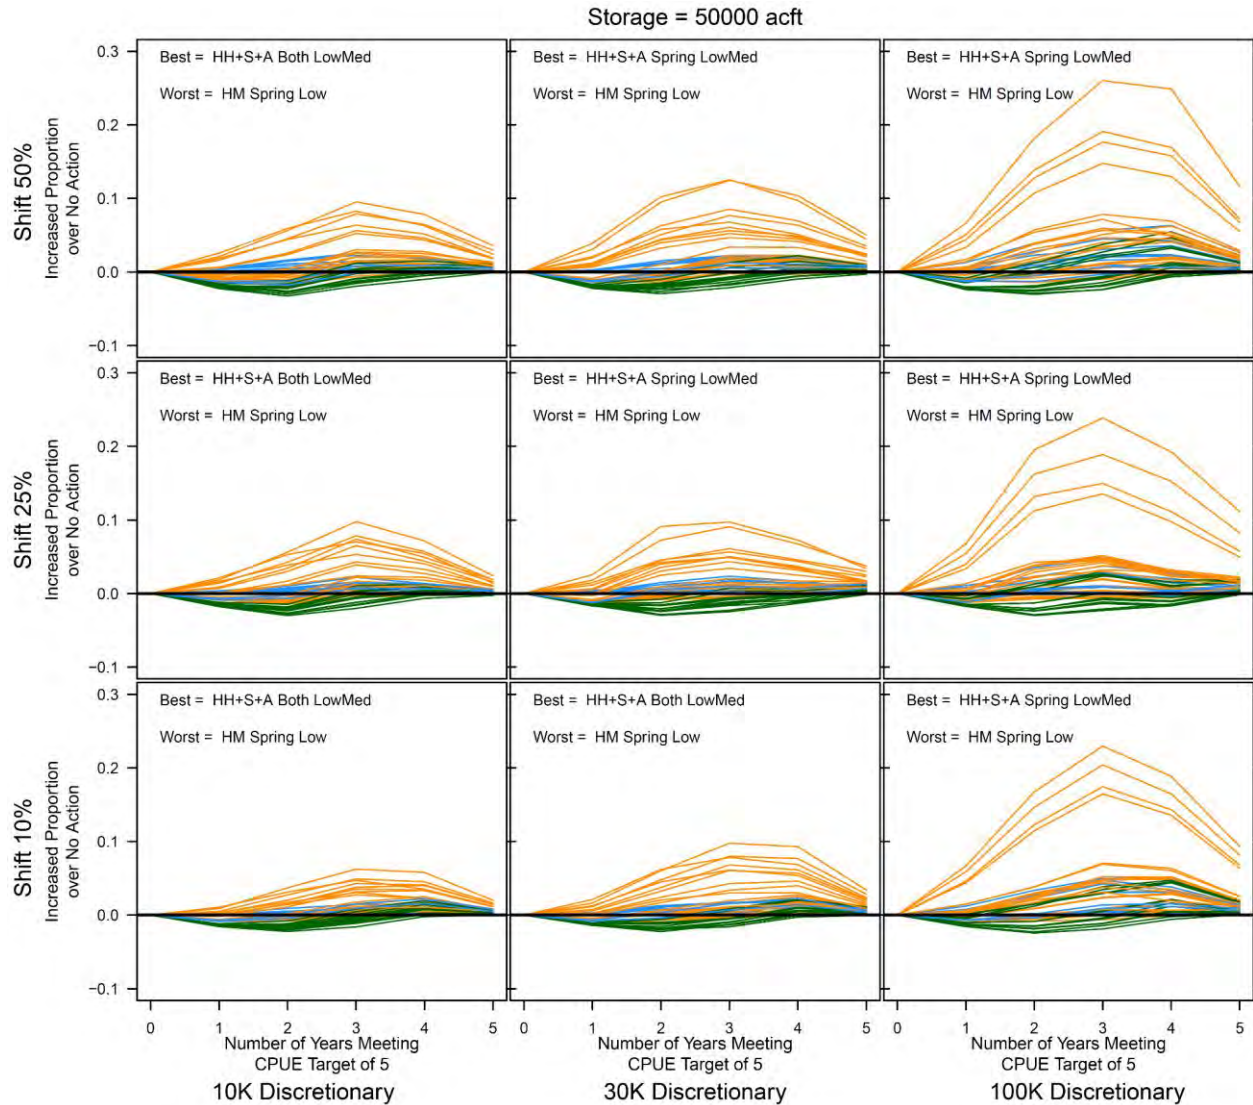 Storage = 50000 acft
Shift 50%
Increased Proportion
over No Action
0.3
0.2
0.1
0.0
−0.1
Best = HH+S+A Both LowMed
Worst = HM Spring Low
Best = HH+S+A Spring LowMed
Worst = HM Spring Low
Best = HH+S+A Spring LowMed
Worst = HM Spring Low
Shift 25%
Increased Proportion
over No Action
0.3
0.2
0.1
0.0
−0.1
Best = HH+S+A Both LowMed
Worst = HM Spring Low
Best = HH+S+A Spring LowMed
Worst = HM Spring Low
Best = HH+S+A Spring LowMed
Worst = HM Spring Low
Shift 10%
Increased Proportion
over No Action
0.3
0.2
0.1
0.0
−0.1
Best = HH+S+A Both LowMed
Worst = HM Spring Low
Best = HH+S+A Both LowMed
Worst = HM Spring Low
Best = HH+S+A Spring LowMed
Worst = HM Spring Low
0 1 2 3 4 5
Number of Years Meeting
CPUE Target of 5
10K Discretionary
0 1 2 3 4 5
Number of Years Meeting
CPUE Target of 5
30K Discretionary
0 1 2 3 4 5
Number of Years Meeting
CPUE Target of 5
100K Discretionary